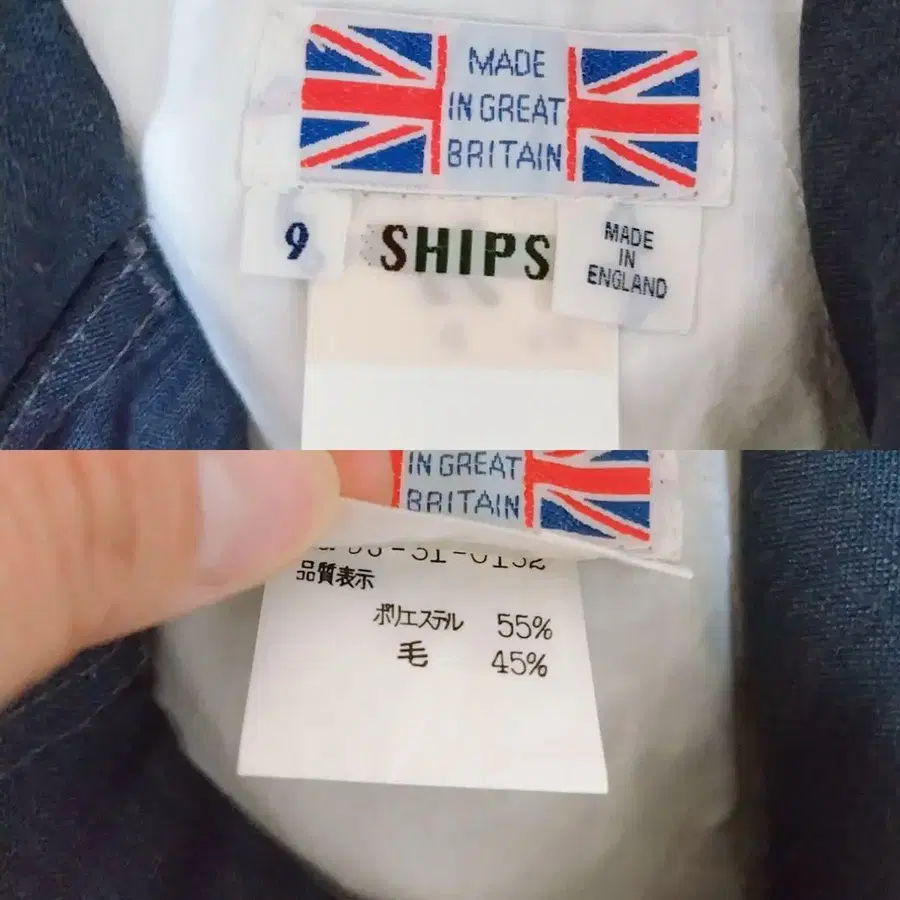 MADE
IN GREAT
BRITAIN
9
SHIPS
MADE
IN
ENGLAND
IN GREAT
BRITAIN
品質表示
ポリエステル 55%
毛 45%